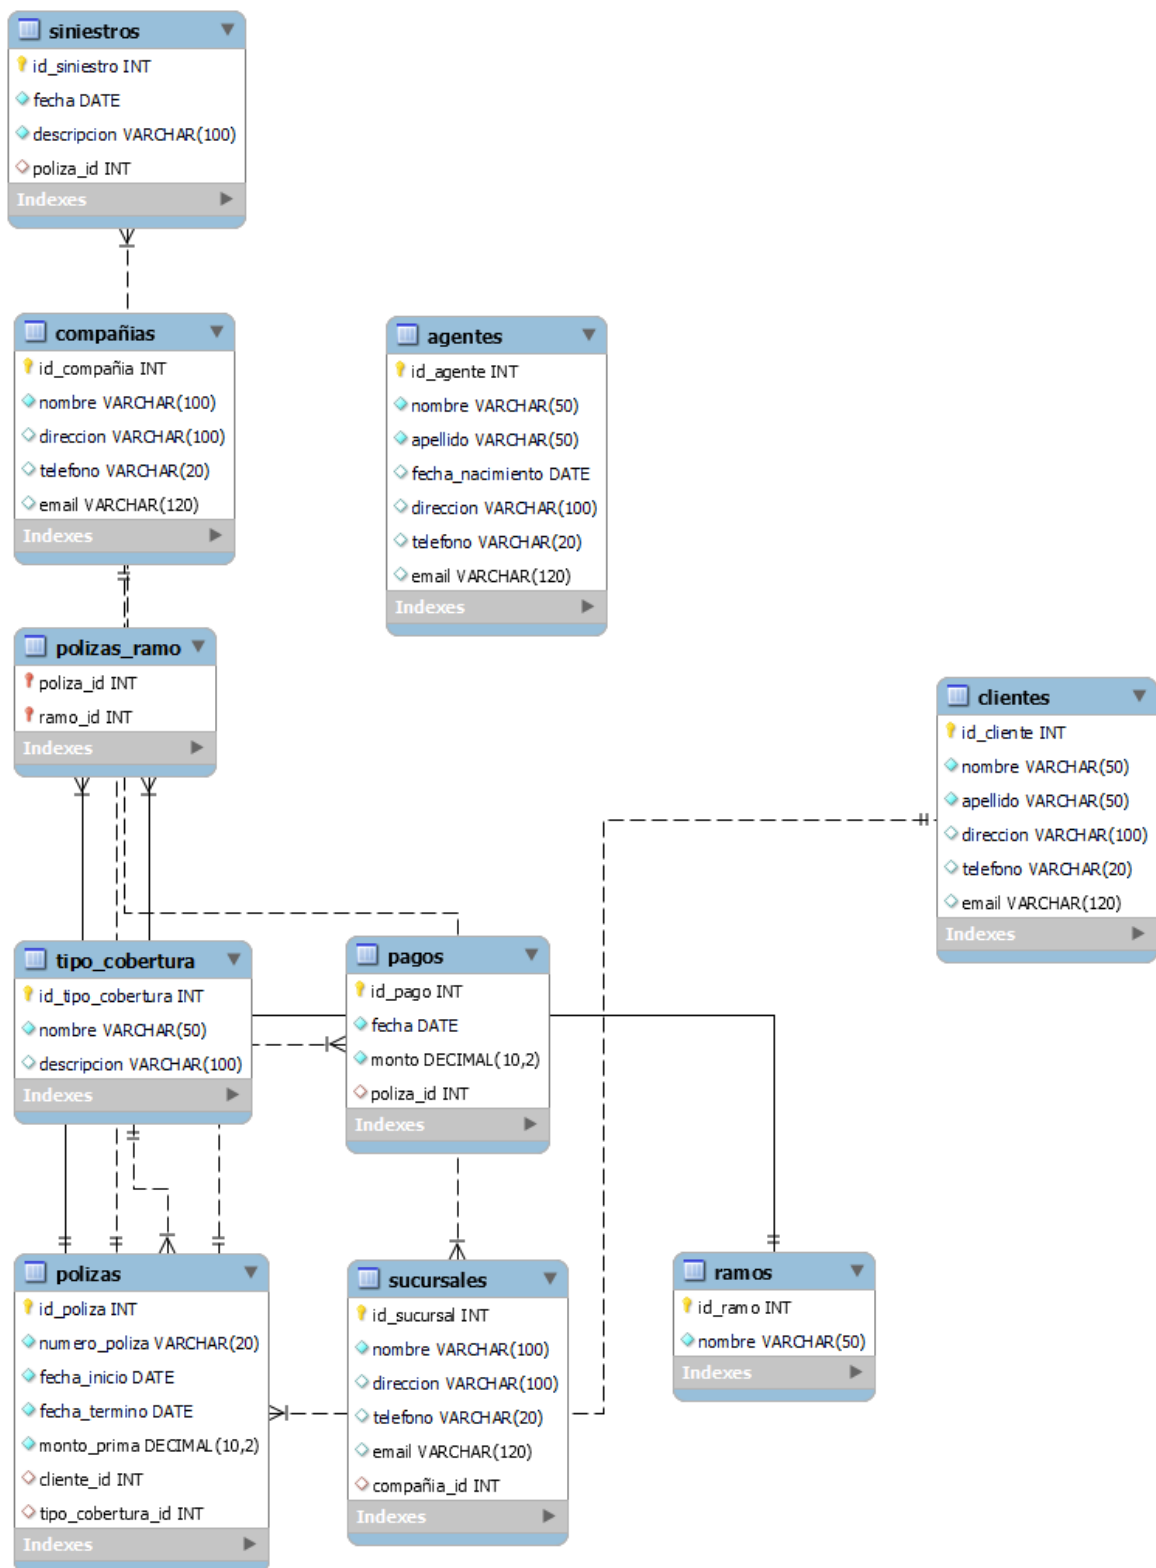 siniestros
id_siniestro INT
fecha DATE
descripcion VARCHAR(100)
poliza_id INT
Indexes
compañias
id_compañia INT
nombre VARCHAR(100)
direccion VARCHAR(100)
telefono VARCHAR(20)
email VARCHAR(120)
Indexes
agentes
id_agente INT
nombre VARCHAR(50)
apellido VARCHAR(50)
fecha_nacimiento DATE
direccion VARCHAR(100)
telefono VARCHAR(20)
email VARCHAR(120)
Indexes
polizas_ramo
poliza_id INT
ramo_id INT
Indexes
clientes
id_cliente INT
nombre VARCHAR(50)
apellido VARCHAR(50)
direccion VARCHAR(100)
telefono VARCHAR(20)
email VARCHAR(120)
Indexes
tipo_cobertura
id_tipo_cobertura INT
nombre VARCHAR(50)
descripcion VARCHAR(100)
Indexes
pagos
id_pago INT
fecha DATE
monto DECIMAL(10,2)
poliza_id INT
Indexes
polizas
id_poliza INT
numero_poliza VARCHAR(20)
fecha_inicio DATE
fecha_termino DATE
monto_prima DECIMAL(10,2)
cliente_id INT
tipo_cobertura_id INT
Indexes
sucursales
id_sucursal INT
nombre VARCHAR(100)
direccion VARCHAR(100)
telefono VARCHAR(20)
email VARCHAR(120)
compañia_id INT
Indexes
ramos
id_ramo INT
nombre VARCHAR(50)
Indexes